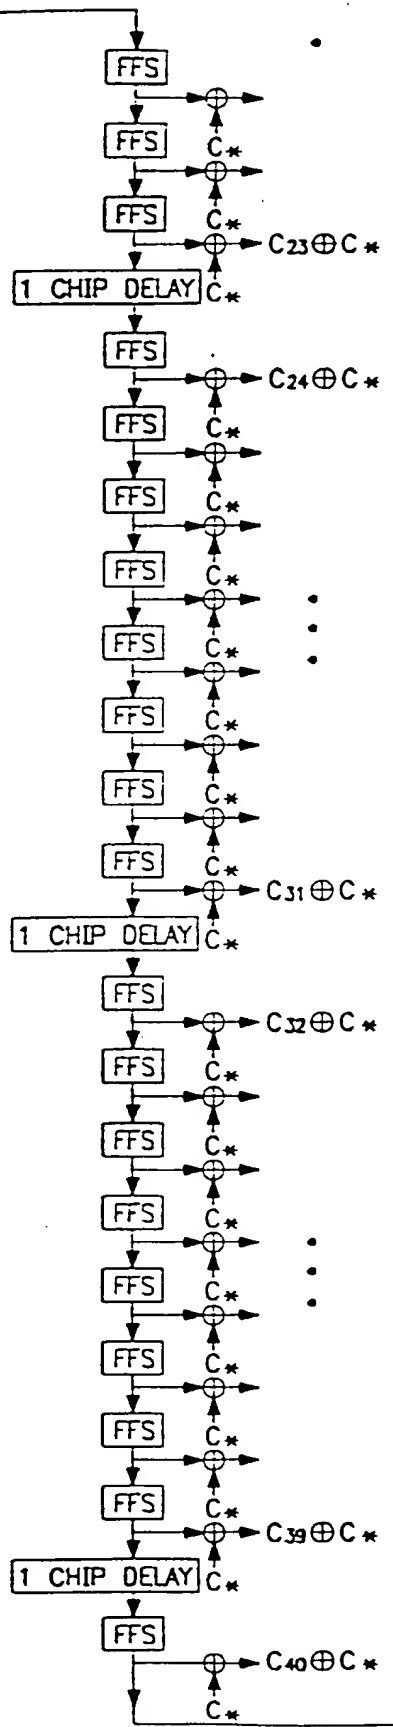 FFS
FFS
C*
FFS
C*
C23⊕C*
1 CHIP DELAY C*
FFS
C24⊕C*
FFS
C*
FFS
C*
FFS
C*
FFS
C*
FFS
C*
FFS
C*
FFS
C*
C31⊕C*
1 CHIP DELAY C*
FFS
C32⊕C*
FFS
C*
FFS
C*
FFS
C*
FFS
C*
FFS
C*
FFS
C*
FFS
C*
C39⊕C*
1 CHIP DELAY C*
FFS
C40⊕C*
C*